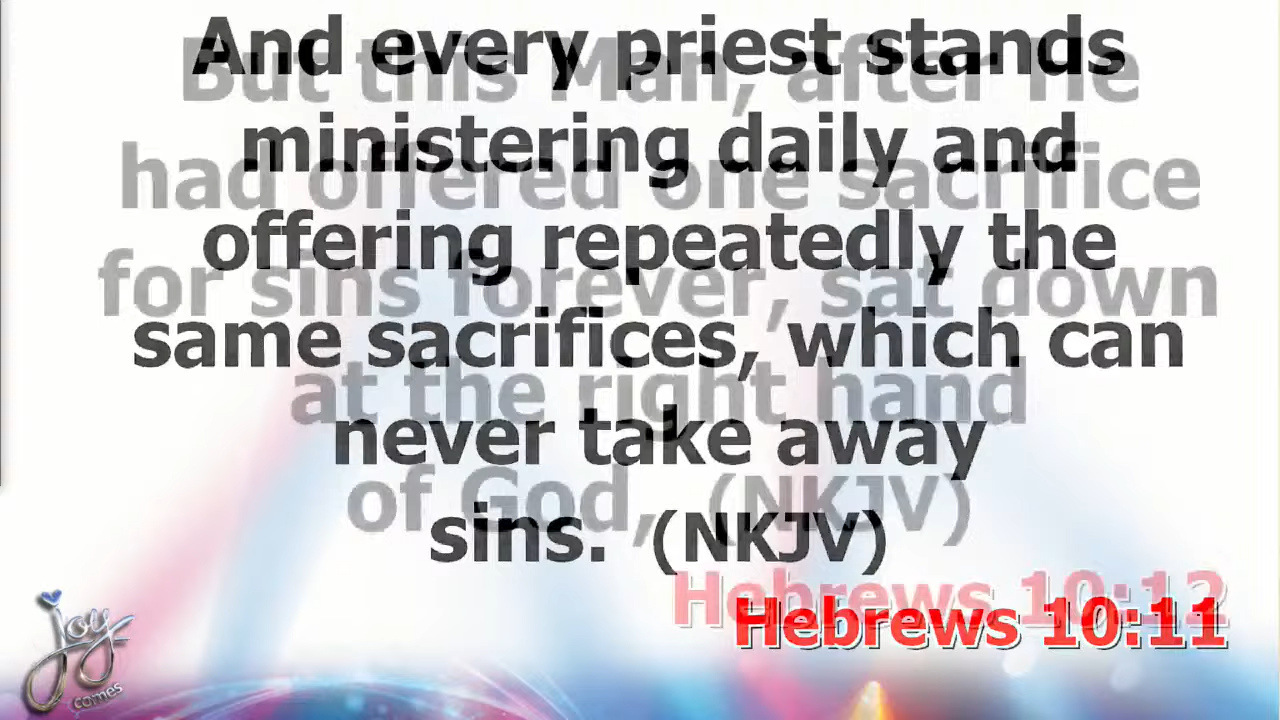 And every priest stands
ministering daily and
offering repeatedly the
same sacrifices, which can
never take away
sins. (NKJV)
Hebrews 10:11
But this Man, after He
had offered one sacrifice
for sins forever, sat down
at the right hand
of God, (NKJV)
Hebrews 10:12
joy
comes